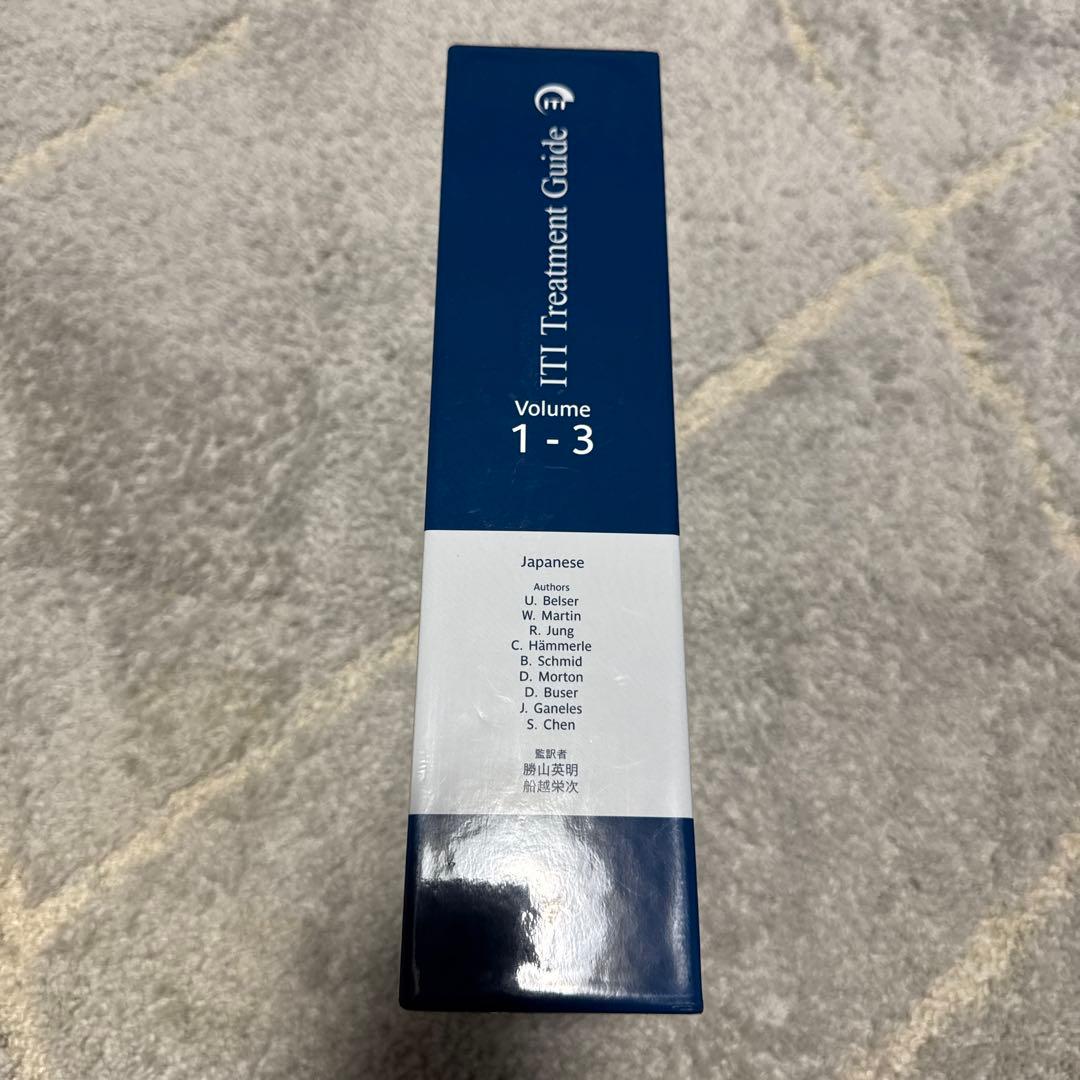 ITI Treatment Guide
Volume
1 - 3
Japanese
Authors
U. Belser
W. Martin
R. Jung
C. Hämmerle
B. Schmid
D. Morton
D. Buser
J. Ganeles
S. Chen
監訳者
勝山英明
船越栄次